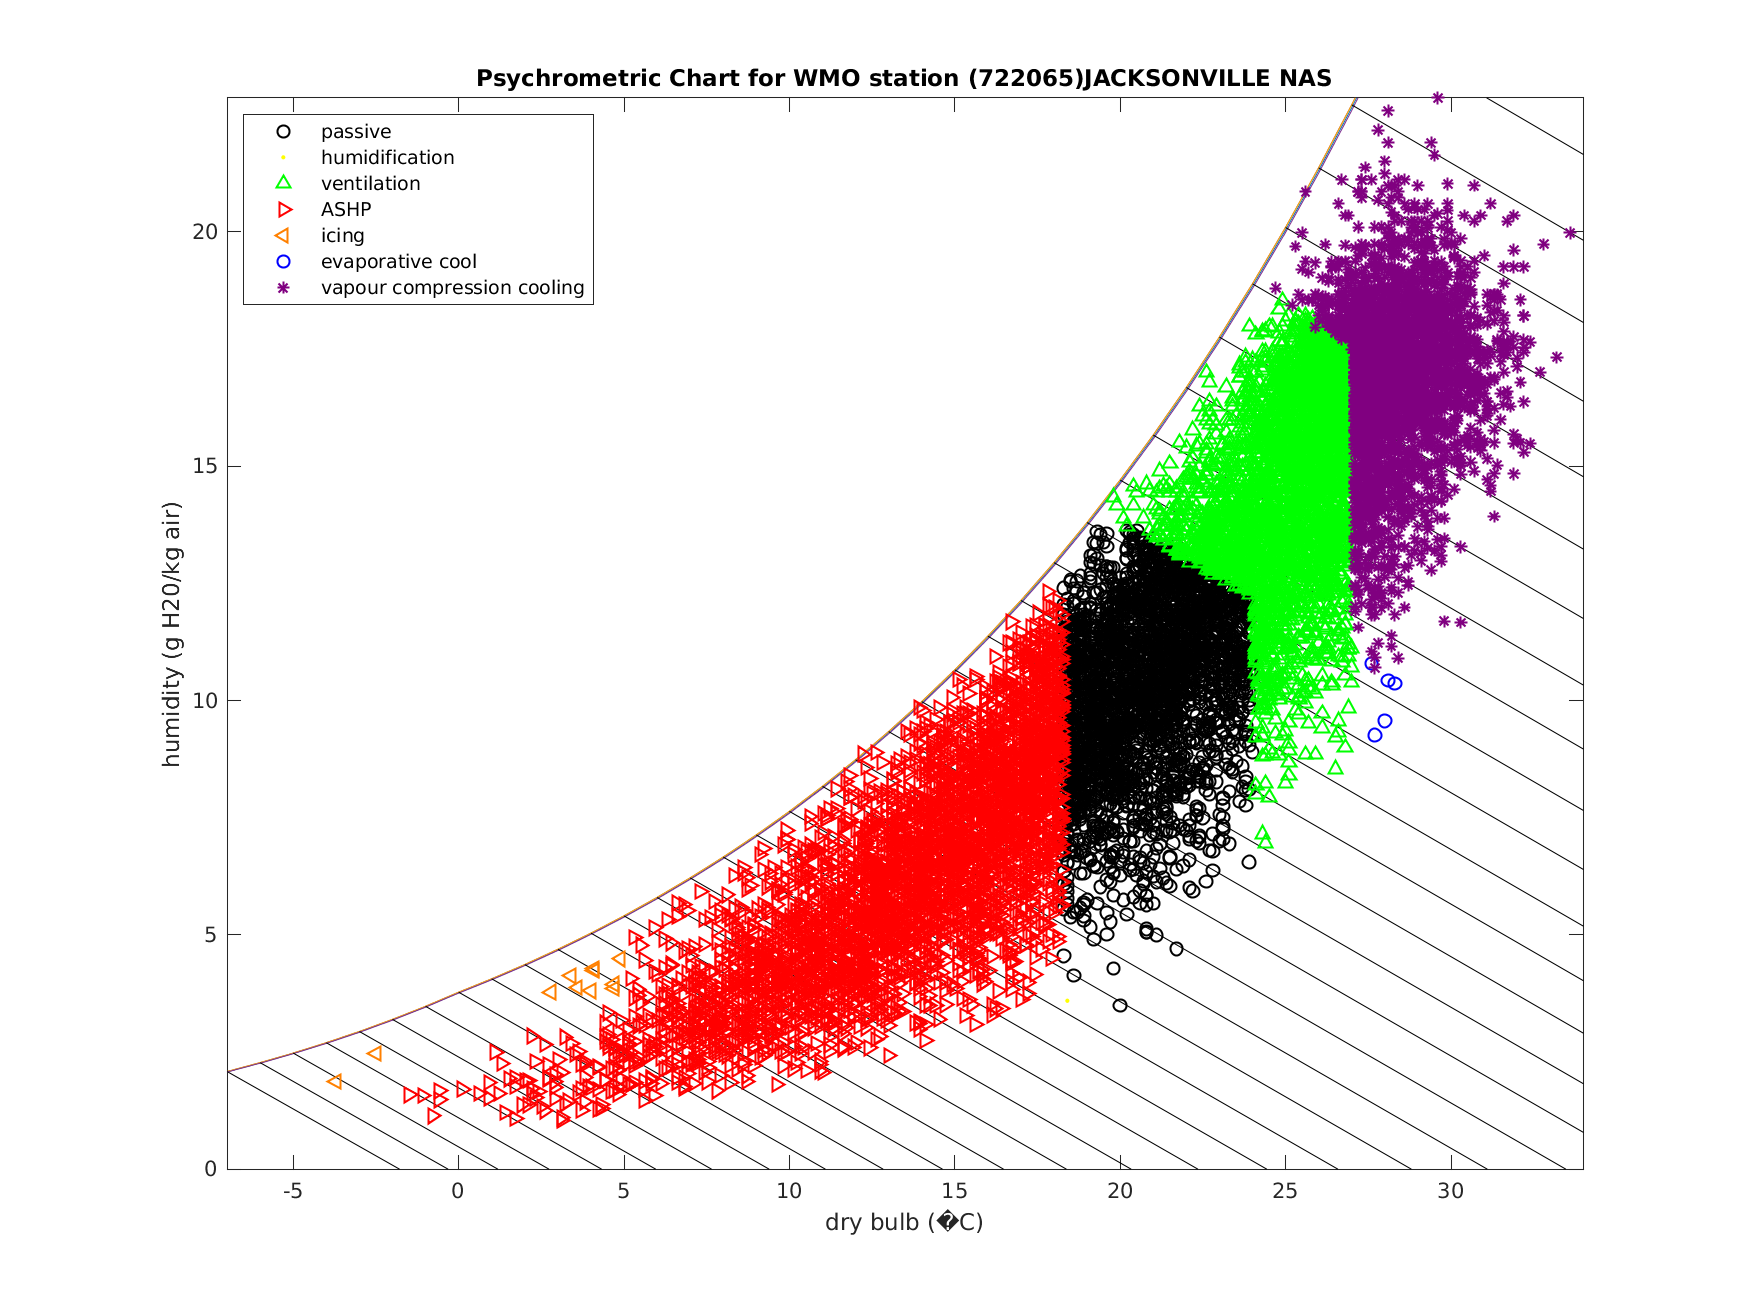 Psychrometric Chart for WMO station (722065)JACKSONVILLE NAS
passive
humidification
ventilation
ASHP
icing
evaporative cool
vapour compression cooling
20
15
10
5
0
humidity (g H20/kg air)
-5 0 5 10 15 20 25 30
dry bulb (�C)